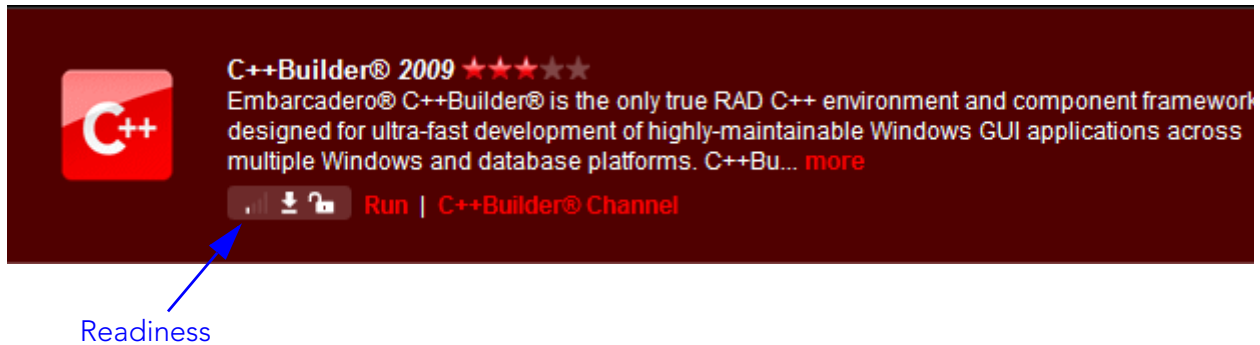 C++
C++Builder® 2009
Embarcadero® C++Builder® is the only true RAD C++ environment and component framework
designed for ultra-fast development of highly-maintainable Windows GUI applications across
multiple Windows and database platforms. C++Bu... more
Run | C++Builder® Channel
Readiness